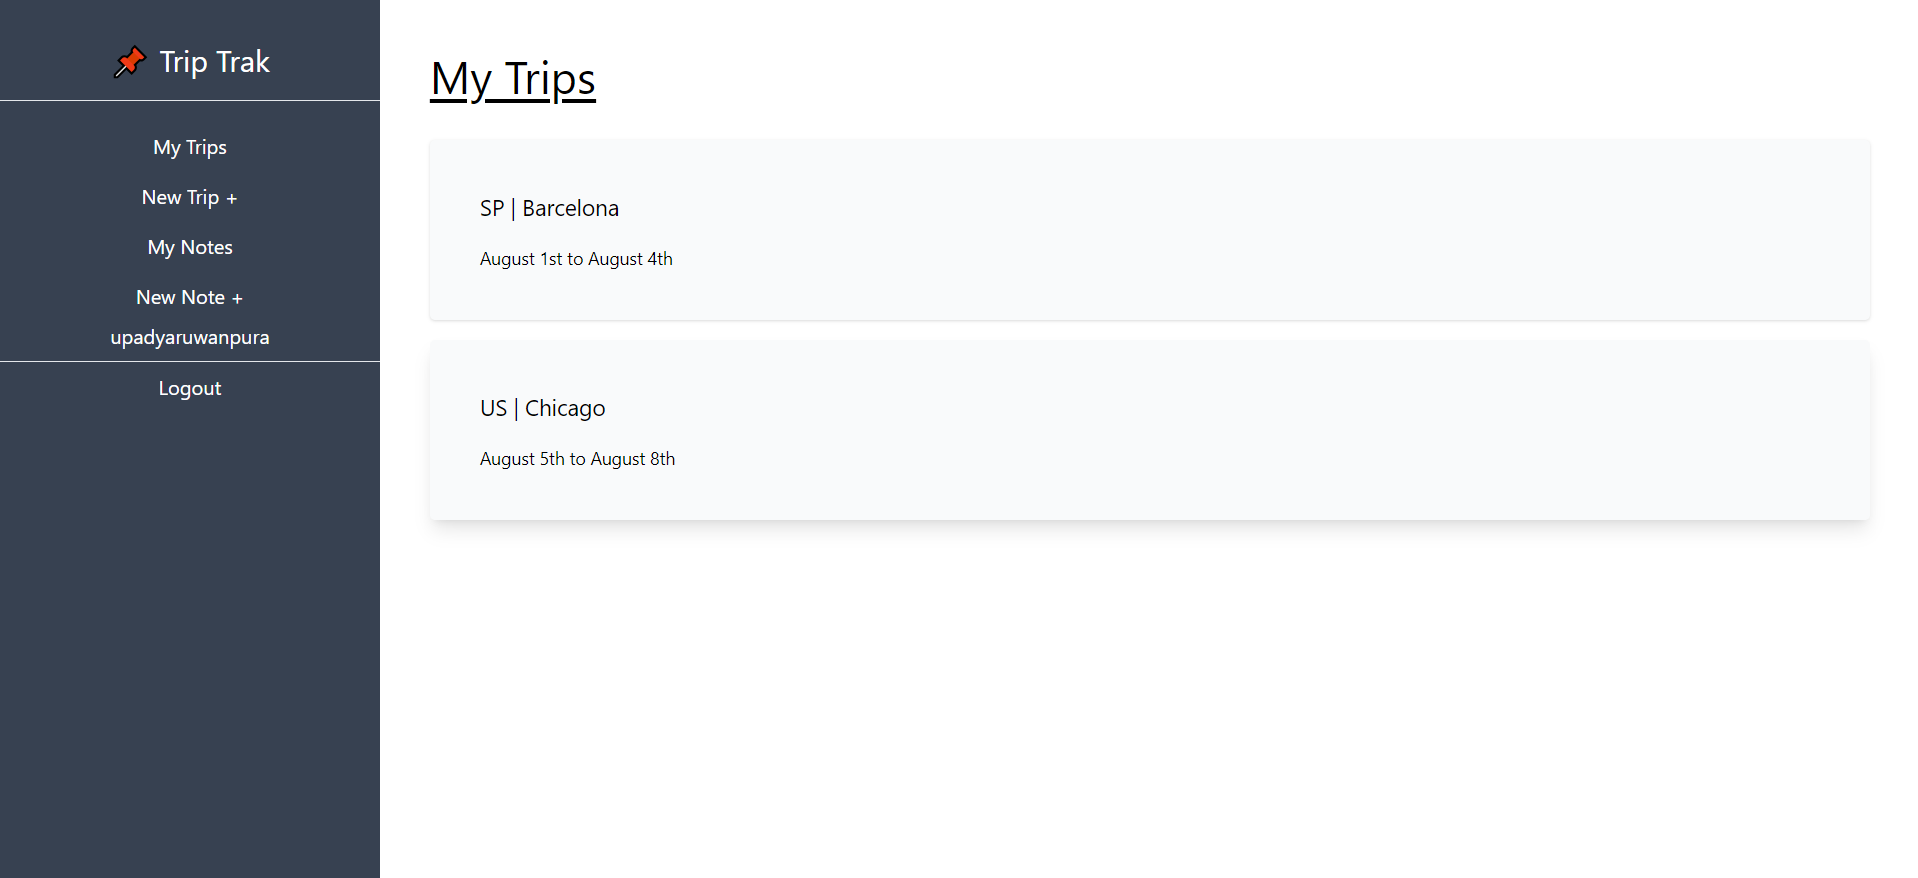 Trip Trak
My Trips
New Trip +
My Notes
New Note +
upadyaruwanpura
Logout
My Trips
SP | Barcelona
August 1st to August 4th
US | Chicago
August 5th to August 8th